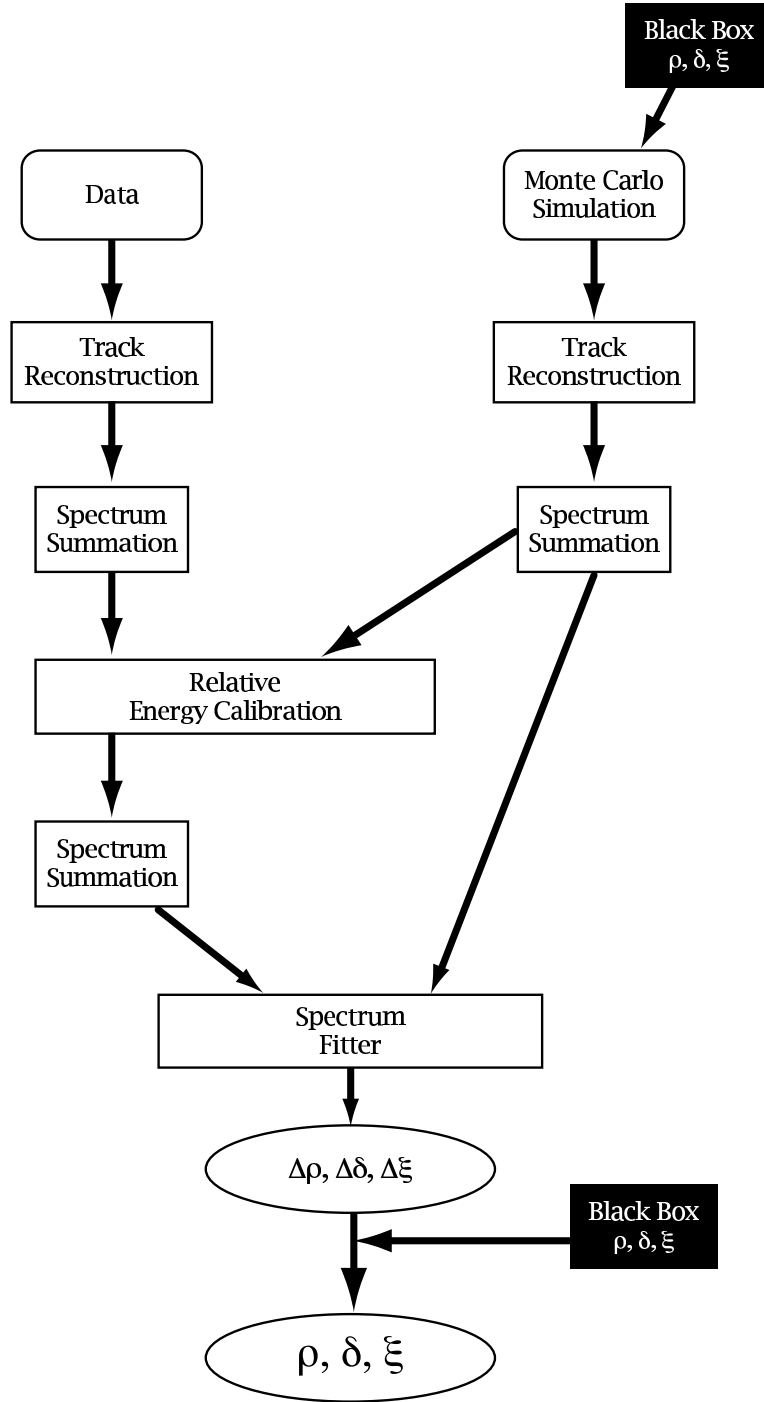 Black Box
ρ, δ, ξ
Data
Monte Carlo
Simulation
Track
Reconstruction
Track
Reconstruction
Spectrum
Summation
Spectrum
Summation
Relative
Energy Calibration
Spectrum
Summation
Spectrum
Fitter
Δρ, Δδ, Δξ
Black Box
ρ, δ, ξ
ρ, δ, ξ